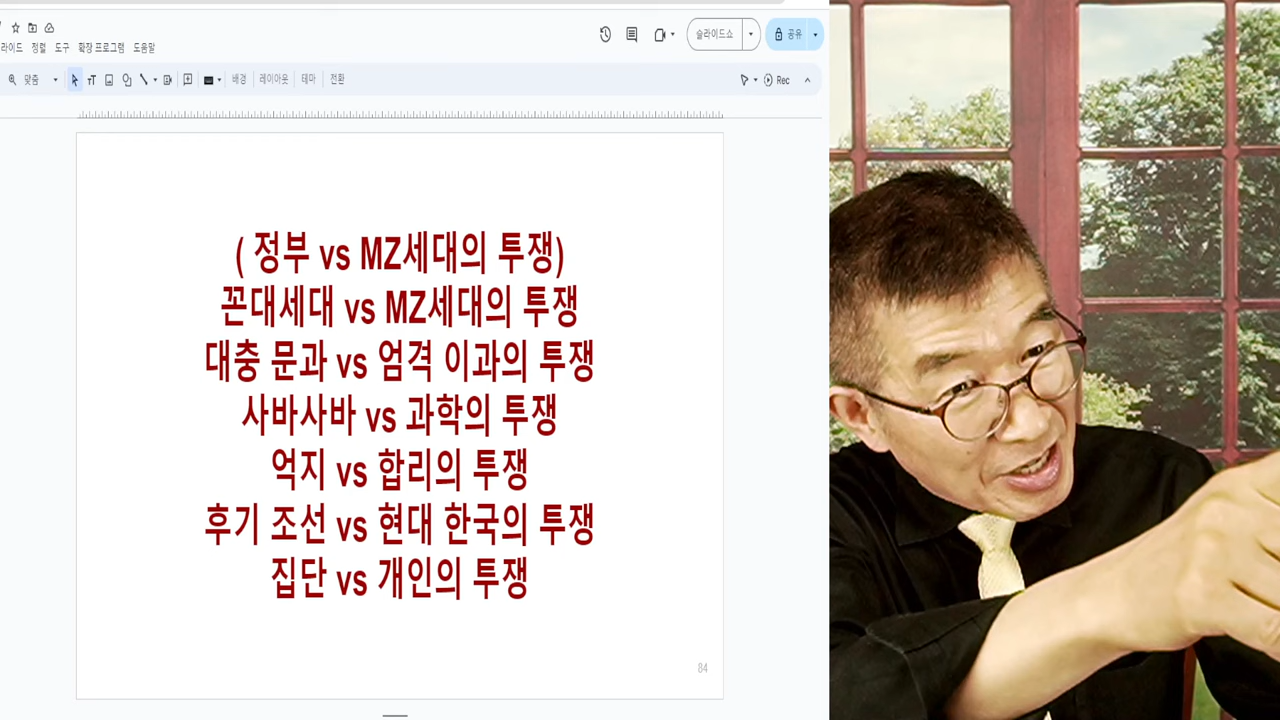 라이드 정렬 도구 확장 프로그램 도움말
슬라이드쇼
공유
맞춤
배경 레이아웃 테마 전환
Rec
( 정부 vs MZ세대의 투쟁)
꼰대세대 vs MZ세대의 투쟁
대충 문과 vs 엄격 이과의 투쟁
사바사바 vs 과학의 투쟁
억지 vs 합리의 투쟁
후기 조선 vs 현대 한국의 투쟁
집단 vs 개인의 투쟁
84